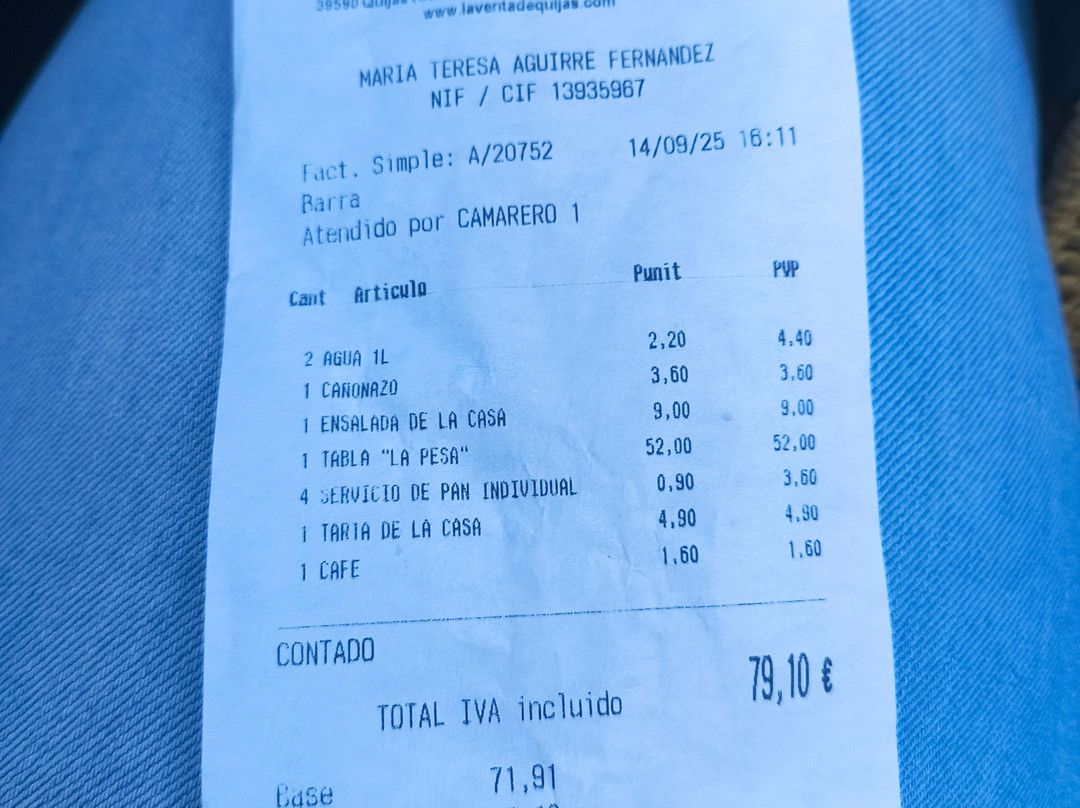 39590 Quijas
www.laventadequijas.com
MARIA TERESA AGUIRRE FERNANDEZ
NIF / CIF 13935967
Fact. Simple: A/20752 14/09/25 16:11
Barra
Atendido por CAMARERO 1
Cant Articulo Punit PVP
2 AGUA 1L 2,20 4,40
1 CAÑONAZO 3,60 3,60
1 ENSALADA DE LA CASA 9,00 9,00
1 TABLA "LA PESA" 52,00 52,00
4 SERVICIO DE PAN INDIVIDUAL 0,90 3,60
1 TARTA DE LA CASA 4,90 4,90
1 CAFE 1,60 1,60
CONTADO
79,10 €
TOTAL IVA incluido
Base 71,91